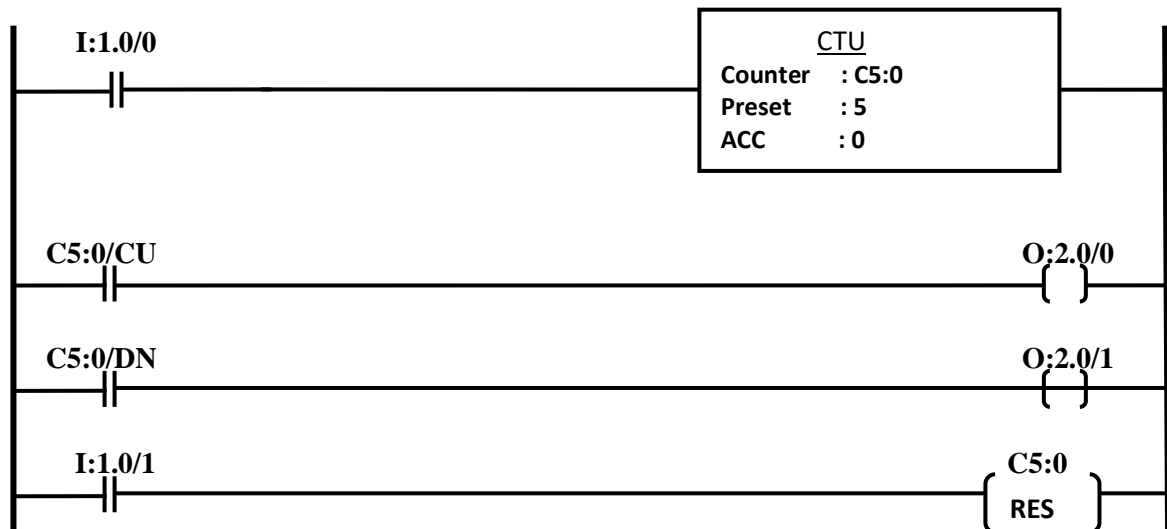 I:1.0/0
CTU
Counter : C5:0
Preset : 5
ACC : 0
C5:0/CU
O:2.0/0
C5:0/DN
O:2.0/1
I:1.0/1
C5:0
RES